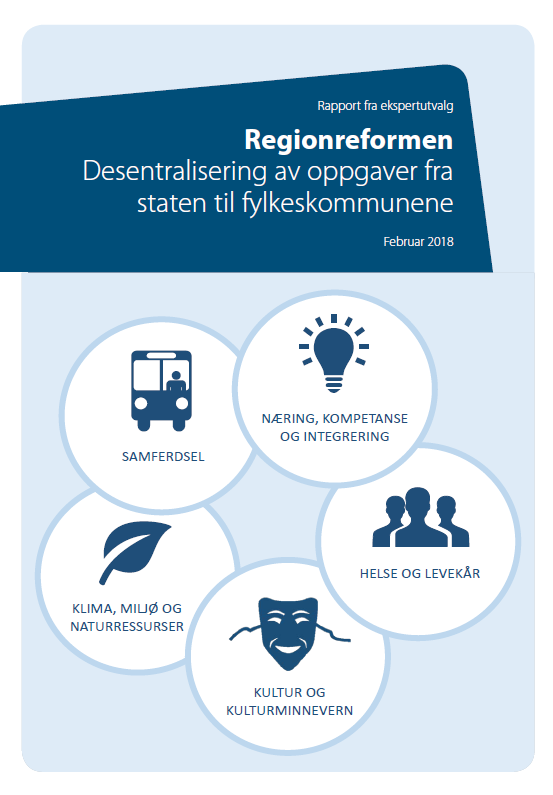 Rapport fra ekspertutvalg
Regionreformen
Desentralisering av oppgaver fra
staten til fylkeskommunene
Februar 2018
SAMFERDSEL
NÆRING, KOMPETANSE
OG INTEGRERING
HELSE OG LEVEKÅR
KLIMA, MILJØ OG
NATURRESSURSER
KULTUR OG
KULTURMINNEVERN